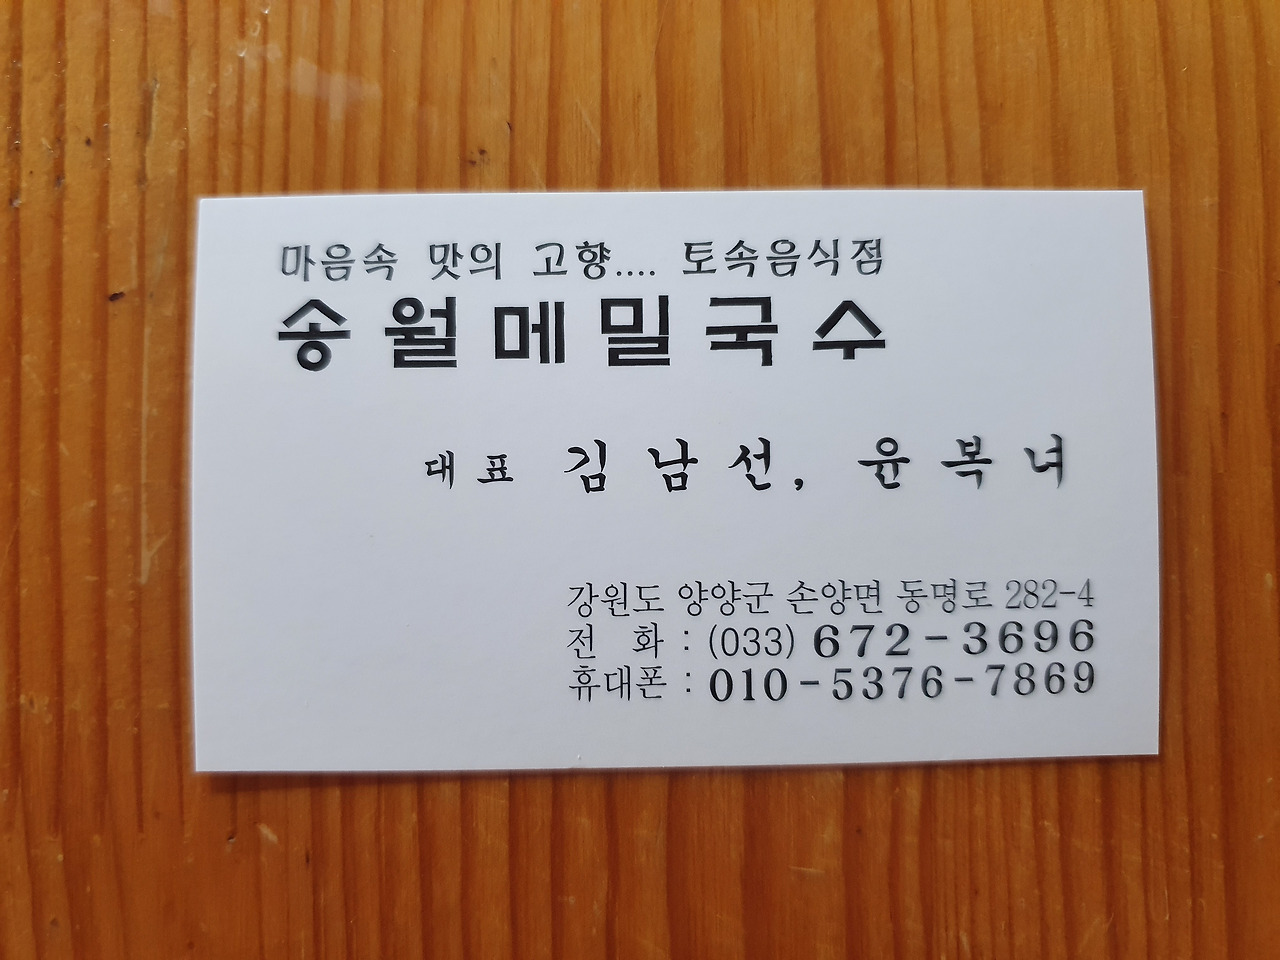 마음속 맛의 고향.... 토속음식점
송월메밀국수
대표 김남선, 윤복녀
강원도 양양군 손양면 동명로 282-4
전 화 : (033) 672-3696
휴대폰 : 010-5376-7869